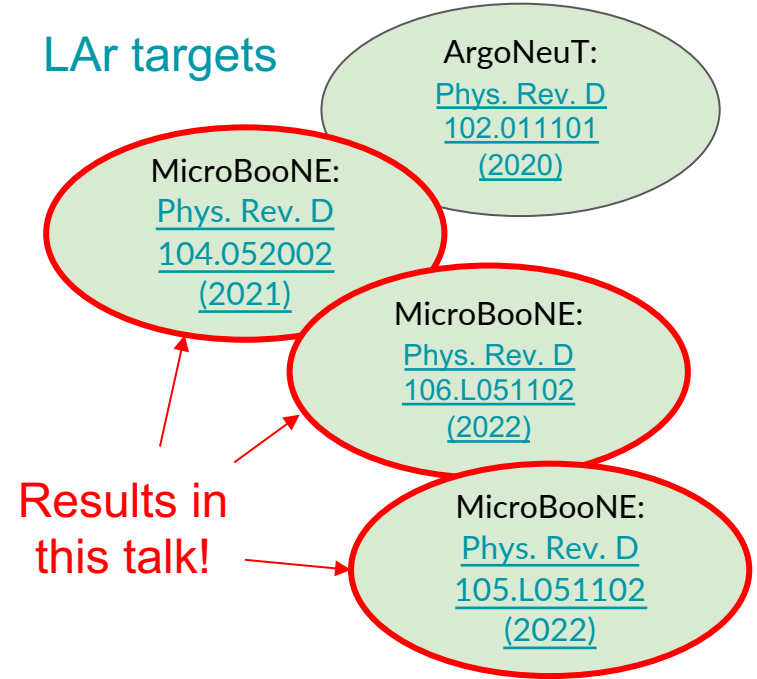 LAr targets
ArgoNeuT:
Phys. Rev. D
102.011101
(2020)
MicroBooNE:
Phys. Rev. D
104.052002
(2021)
MicroBooNE:
Phys. Rev. D
106.L051102
(2022)
Results in
this talk!
MicroBooNE:
Phys. Rev. D
105.L051102
(2022)